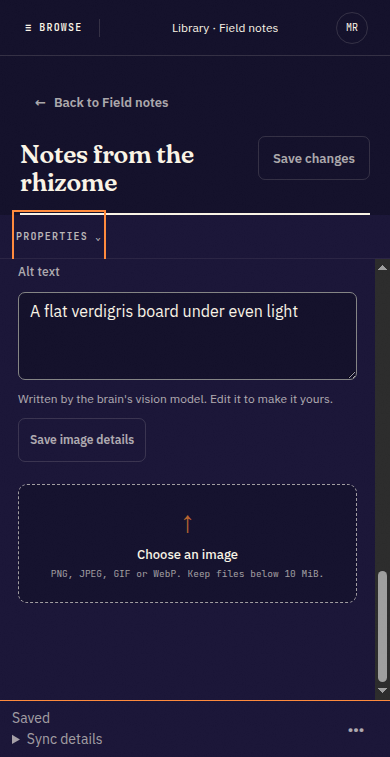 ≡ BROWSE
Library · Field notes
MR
← Back to Field notes
Notes from the
rhizome
Save changes
PROPERTIES
Alt text
A flat verdigris board under even light
Written by the brain's vision model. Edit it to make it yours.
Save image details
↑
Choose an image
PNG, JPEG, GIF or WebP. Keep files below 10 MiB.
Saved
▶ Sync details
•••